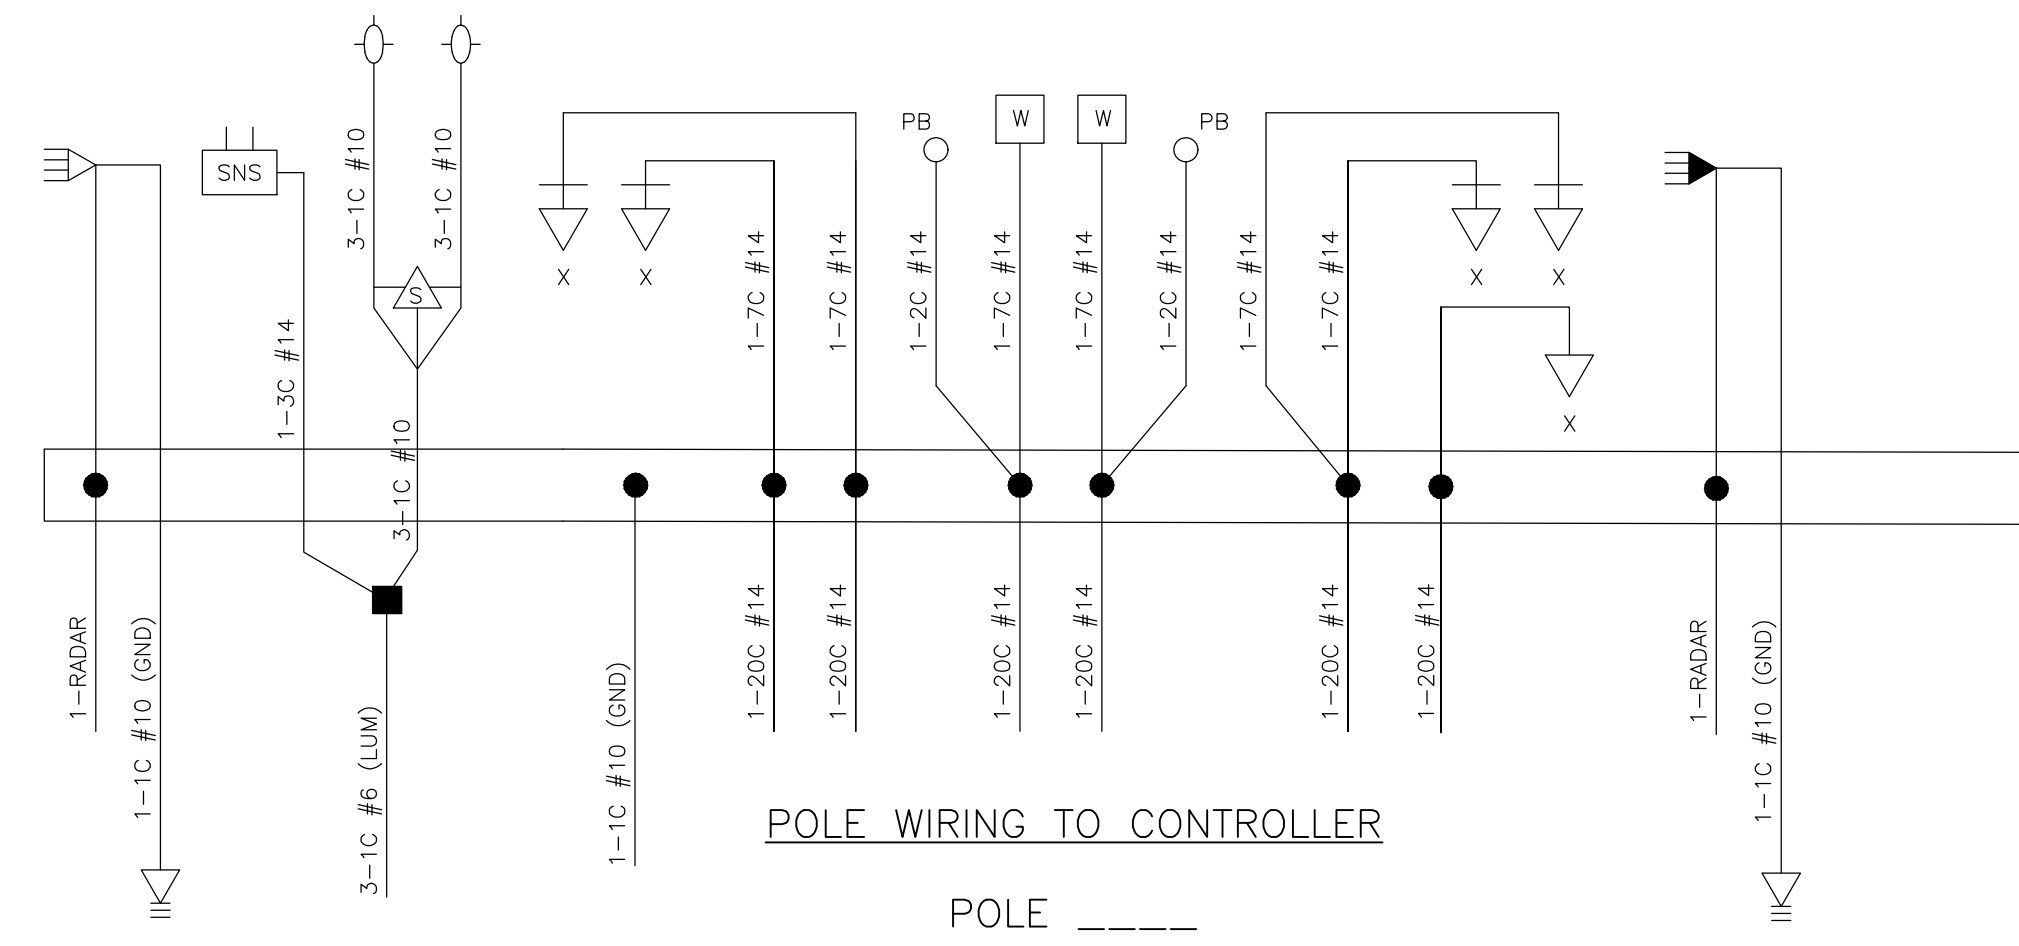 PB
W
W
PB
SNS
3-1C #10
3-1C #10
S
X
X
X
X
X
1-3C #14
1-7C #14
1-7C #14
1-2C #14
1-7C #14
1-7C #14
1-2C #14
1-7C #14
1-7C #14
3-1C #10
1-RADAR
1-1C #10 (GND)
3-1C #6 (LUM)
1-1C #10 (GND)
1-20C #14
1-20C #14
1-20C #14
1-20C #14
1-20C #14
1-20C #14
1-RADAR
1-1C #10 (GND)
POLE WIRING TO CONTROLLER
POLE ____